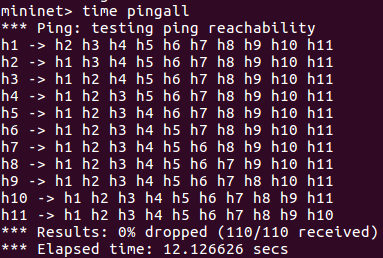 mininet> time pingall
*** Ping: testing ping reachability
h1 -> h2 h3 h4 h5 h6 h7 h8 h9 h10 h11
h2 -> h1 h3 h4 h5 h6 h7 h8 h9 h10 h11
h3 -> h1 h2 h4 h5 h6 h7 h8 h9 h10 h11
h4 -> h1 h2 h3 h5 h6 h7 h8 h9 h10 h11
h5 -> h1 h2 h3 h4 h6 h7 h8 h9 h10 h11
h6 -> h1 h2 h3 h4 h5 h7 h8 h9 h10 h11
h7 -> h1 h2 h3 h4 h5 h6 h8 h9 h10 h11
h8 -> h1 h2 h3 h4 h5 h6 h7 h9 h10 h11
h9 -> h1 h2 h3 h4 h5 h6 h7 h8 h10 h11
h10 -> h1 h2 h3 h4 h5 h6 h7 h8 h9 h11
h11 -> h1 h2 h3 h4 h5 h6 h7 h8 h9 h10
*** Results: 0% dropped (110/110 received)
*** Elapsed time: 12.126626 secs